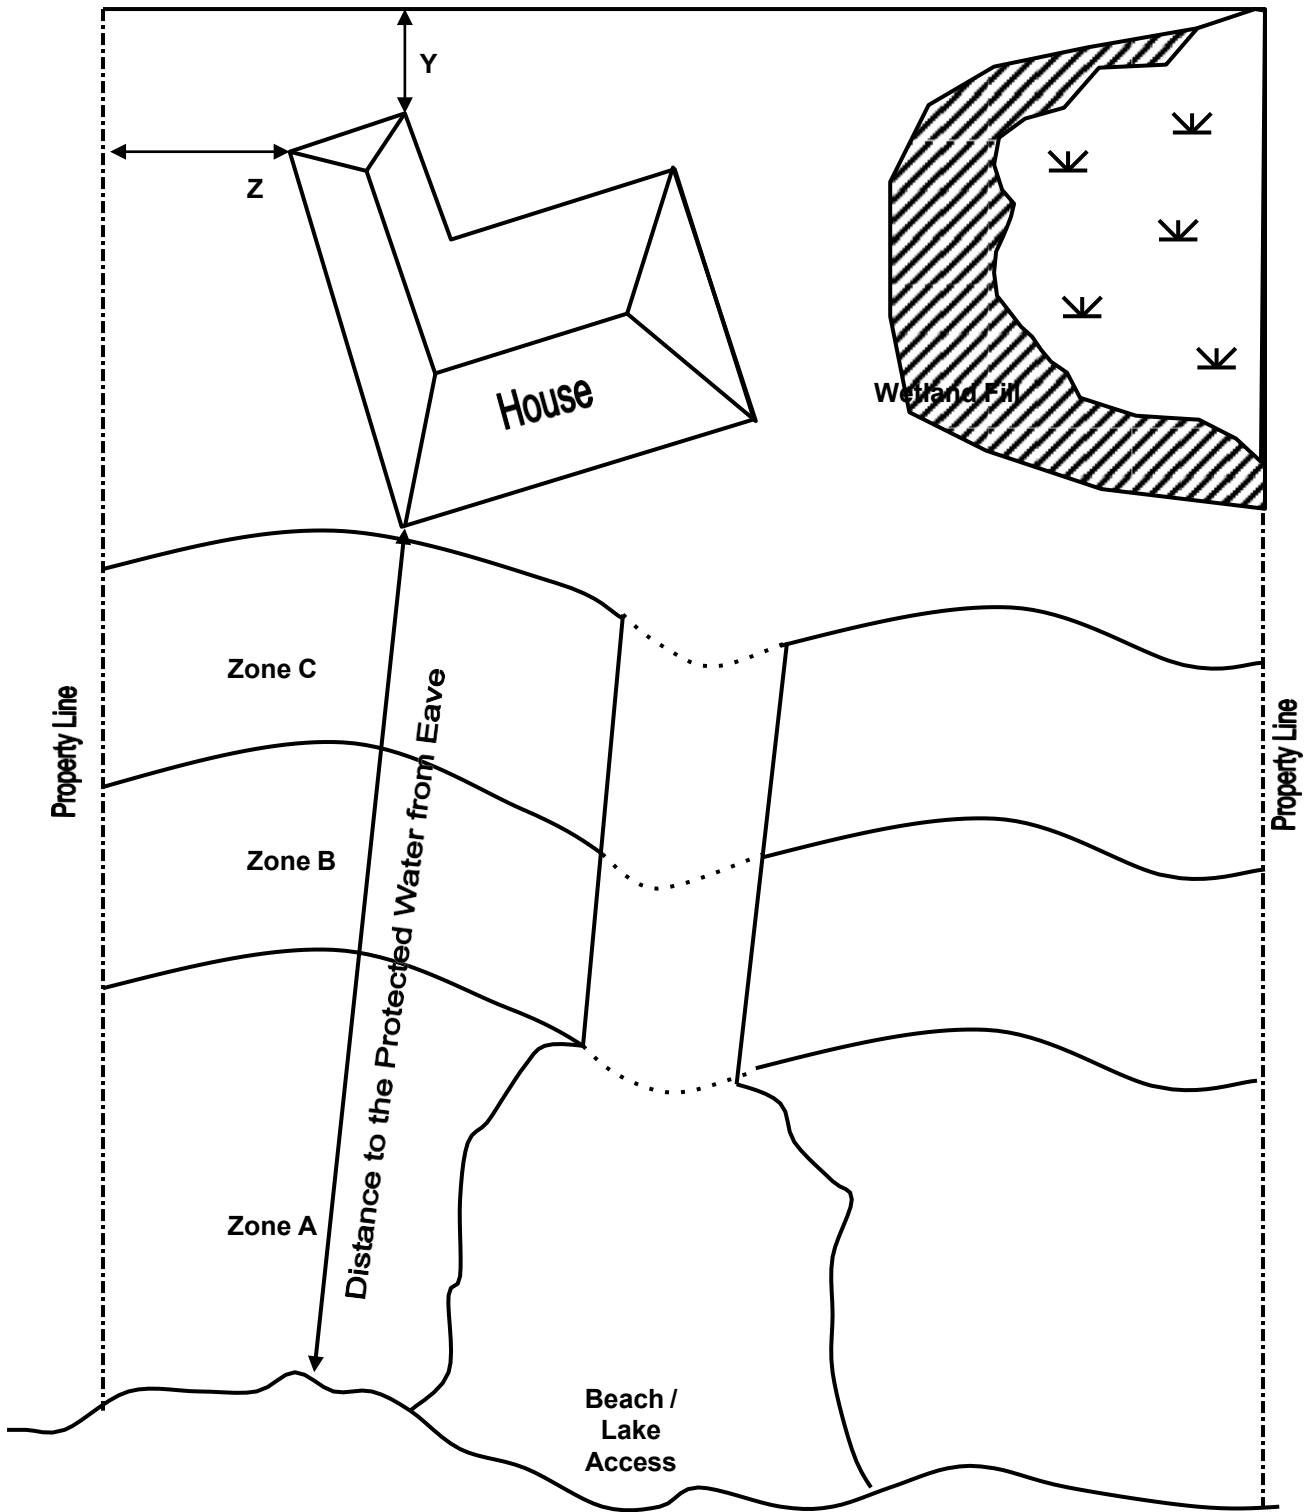 Y
Z
House
Wetland Fill
Zone C
Property Line
Property Line
Distance to the Protected Water from Eave
Zone B
Zone A
Beach /
Lake
Access